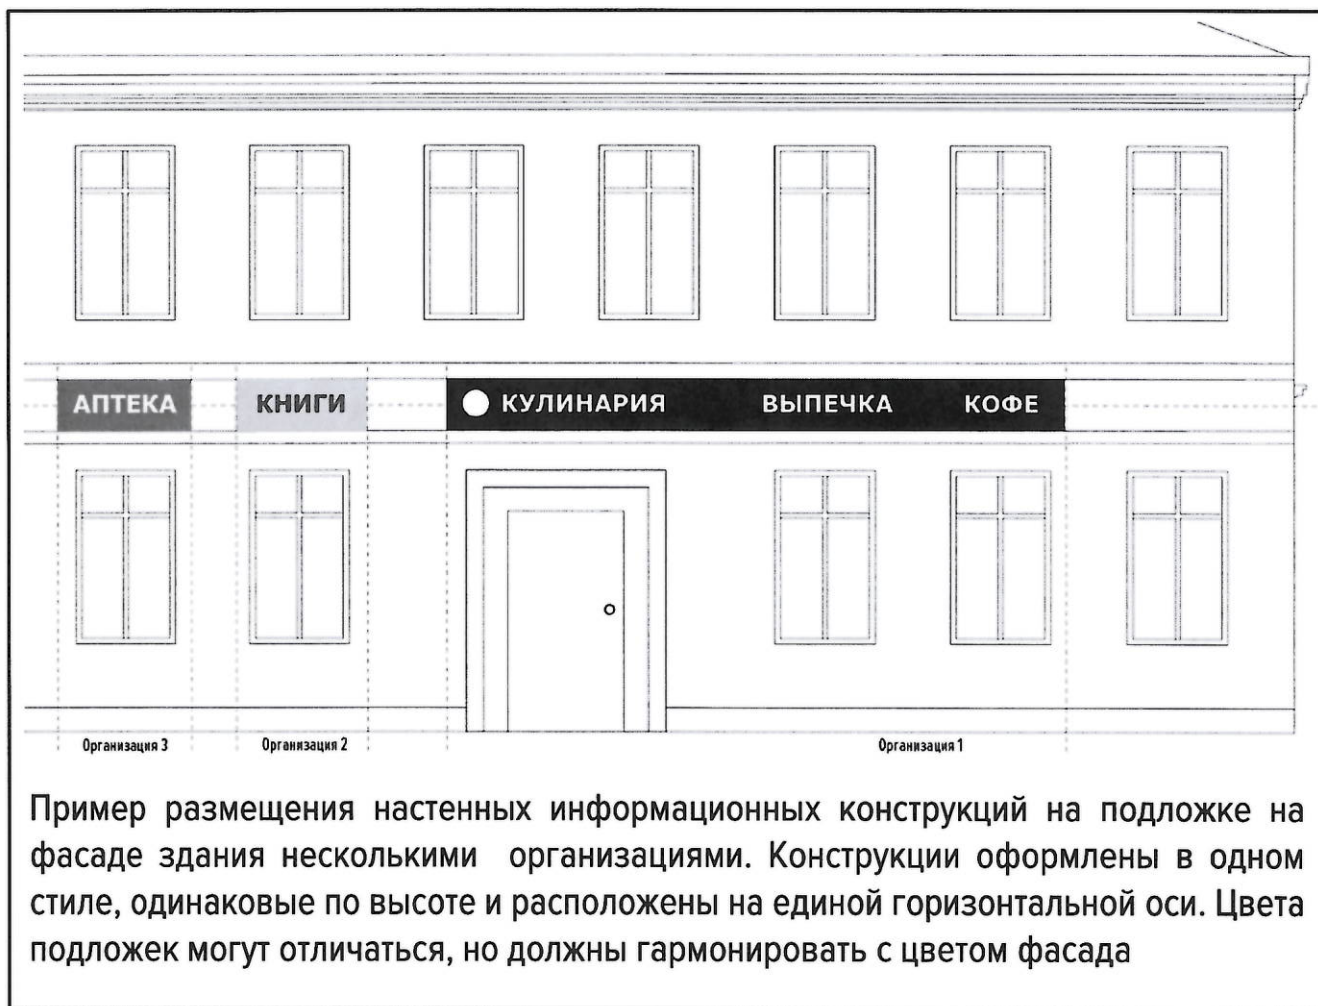 АПТЕКА КНИГИ КУЛИНАРИЯ ВЫПЕЧКА КОФЕ
Организация 3 Организация 2 Организация 1
Пример размещения настенных информационных конструкций на подложке на
фасаде здания несколькими организациями. Конструкции оформлены в одном
стиле, одинаковые по высоте и расположены на единой горизонтальной оси. Цвета
подложек могут отличаться, но должны гармонировать с цветом фасада